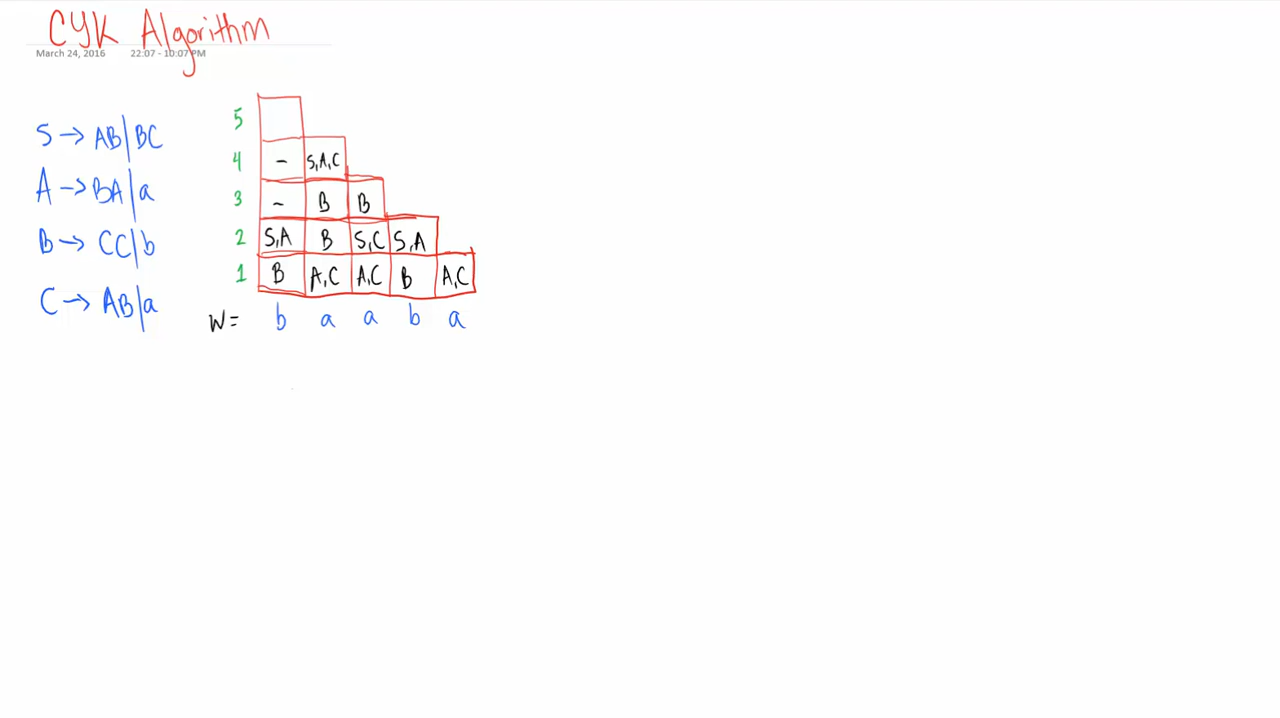 CYK Algorithm
March 24, 2016 22:07 - 10:07 PM
S → AB|BC
A → BA|a
B → CC|b
C → AB|a
5
4 - S,A,C
3 - B B
2 S,A B S,C S,A
1 B A,C A,C B A,C
W= b a a b a